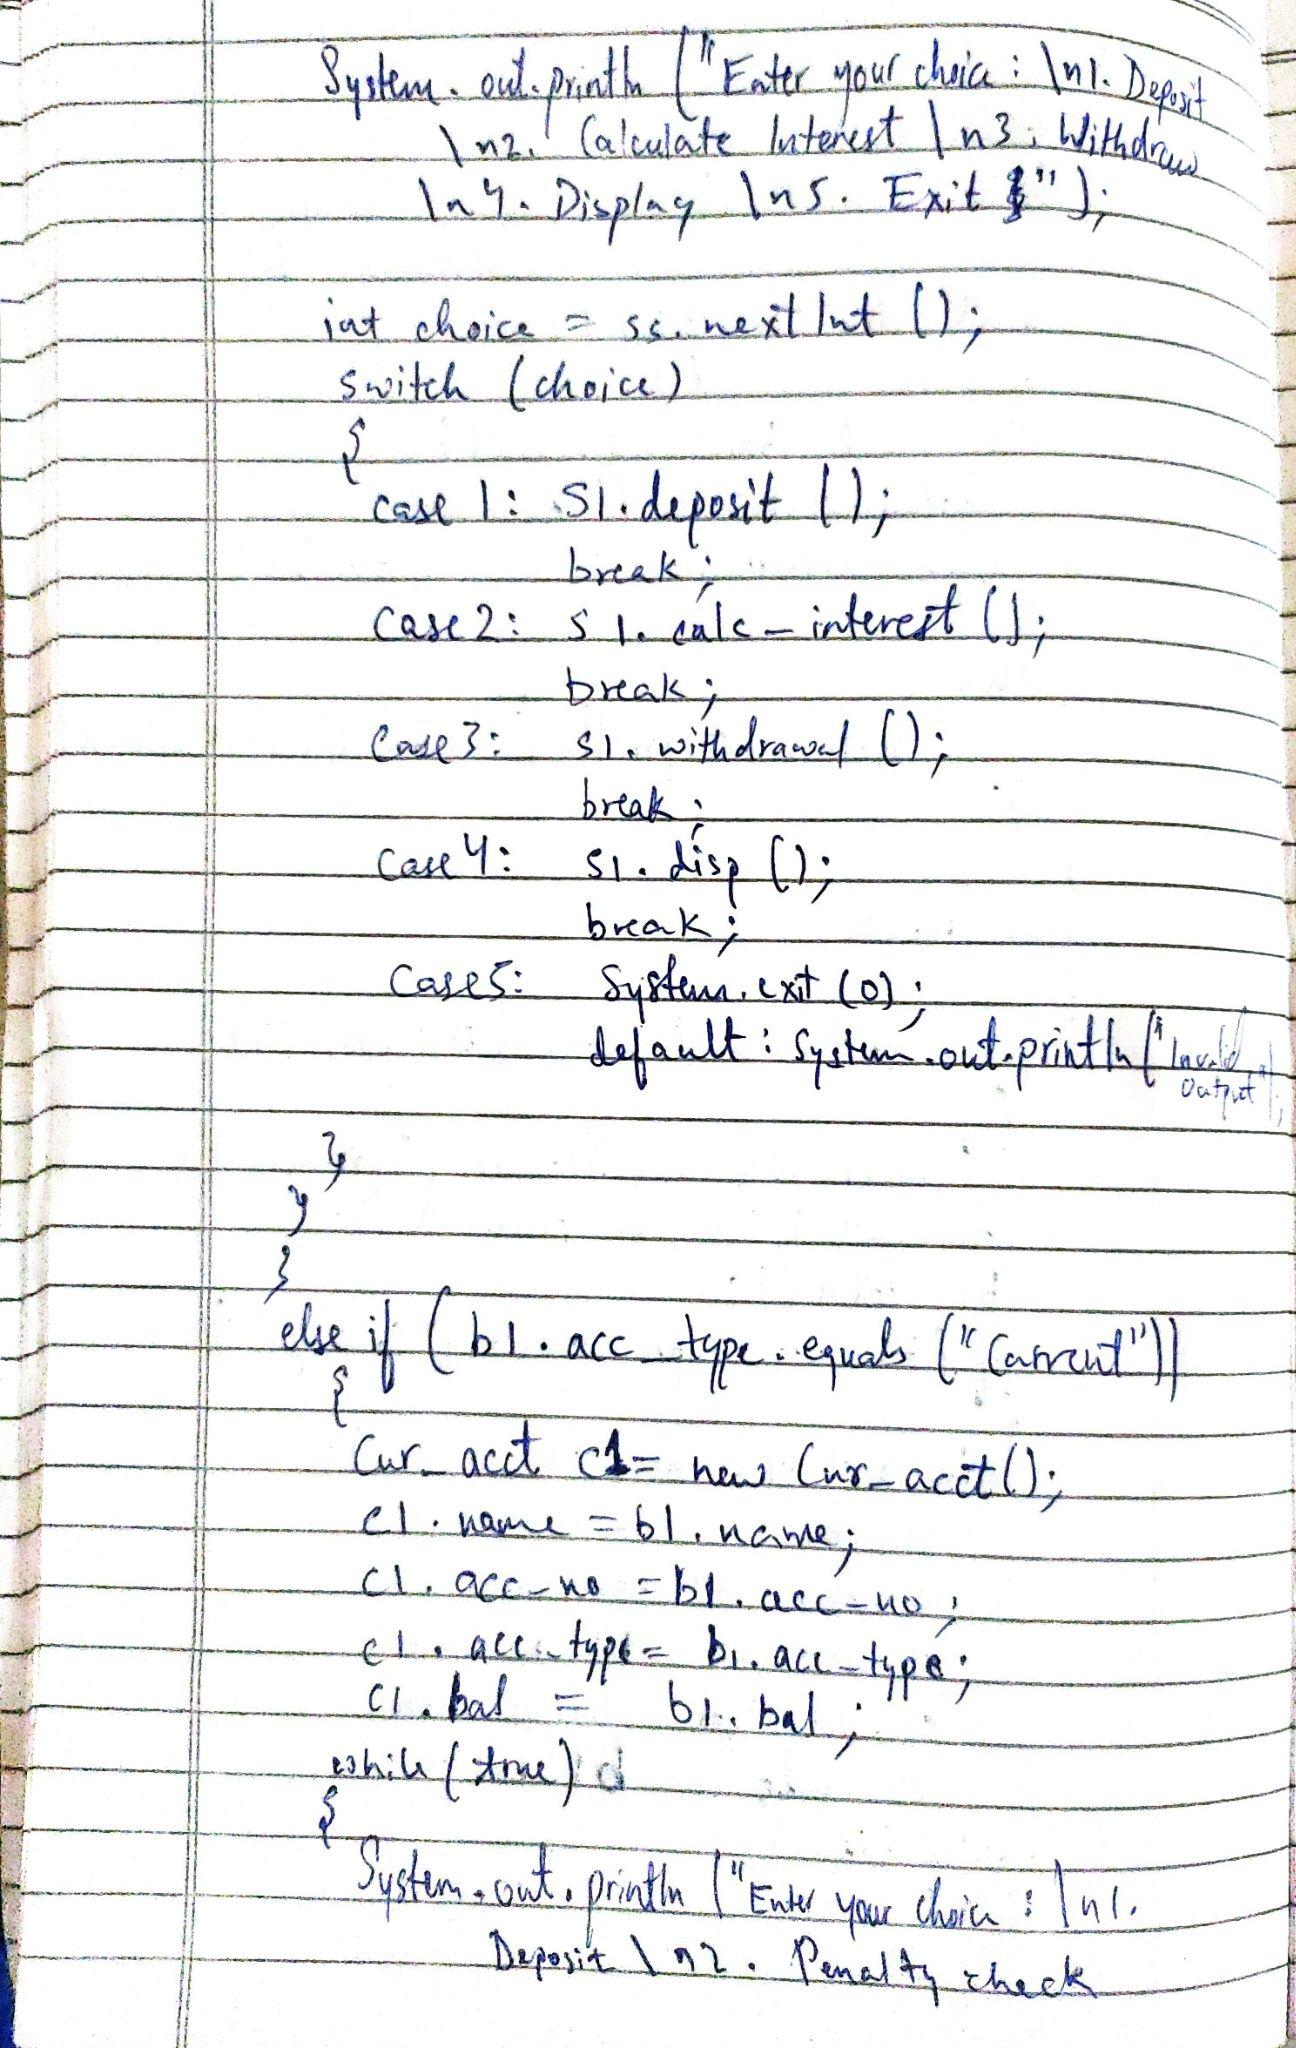 System.out.println ("Enter your choice : \n1. Deposit
\n2. Calculate Interest \n3. Withdraw
\n4. Display \n5. Exit ");
int choice = ss.nextInt ();
switch (choice)
{
case 1: S1.deposit ();
break;
case 2: S1.calc_interest ();
break;
Case 3: S1.withdrawal ();
break;
Case 4: S1.disp ();
break;
Case 5: System.exit (0);
default : System.out.println ("Invalid
Output");
}
}
}
else if (b1.acc_type.equals ("Current"))
{
Cur_acct c1 = new Cur_acct();
c1.name = b1.name;
c1.acc_no = b1.acc_no;
c1.acc_type = b1.acc_type;
c1.bal = b1.bal;
while (true)
{
System.out.println ("Enter your choice : \n1.
Deposit \n2. Penalty check